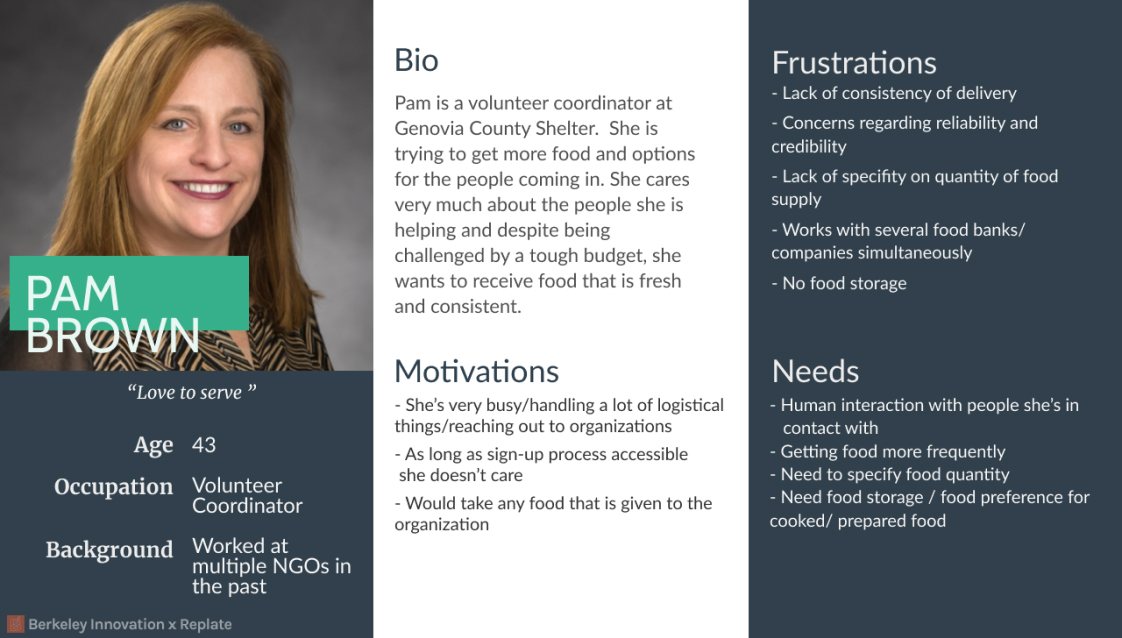 PAM
BROWN
“Love to serve ”
Age 43
Occupation Volunteer
Coordinator
Background Worked at
multiple NGOs in
the past
Berkeley Innovation x Replate
Bio
Pam is a volunteer coordinator at
Genovia County Shelter.  She is
trying to get more food and options
for the people coming in. She cares
very much about the people she is
helping and despite being
challenged by a tough budget, she
wants to receive food that is fresh
and consistent.
Motivations
- She’s very busy/handling a lot of logistical
things/reaching out to organizations
- As long as sign-up process accessible
she doesn’t care
- Would take any food that is given to the
organization
Frustrations
- Lack of consistency of delivery
- Concerns regarding reliability and
credibility
- Lack of specifity on quantity of food
supply
- Works with several food banks/
companies simultaneously
- No food storage
Needs
- Human interaction with people she’s in
contact with
- Getting food more frequently
- Need to specify food quantity
- Need food storage / food preference for
cooked/ prepared food